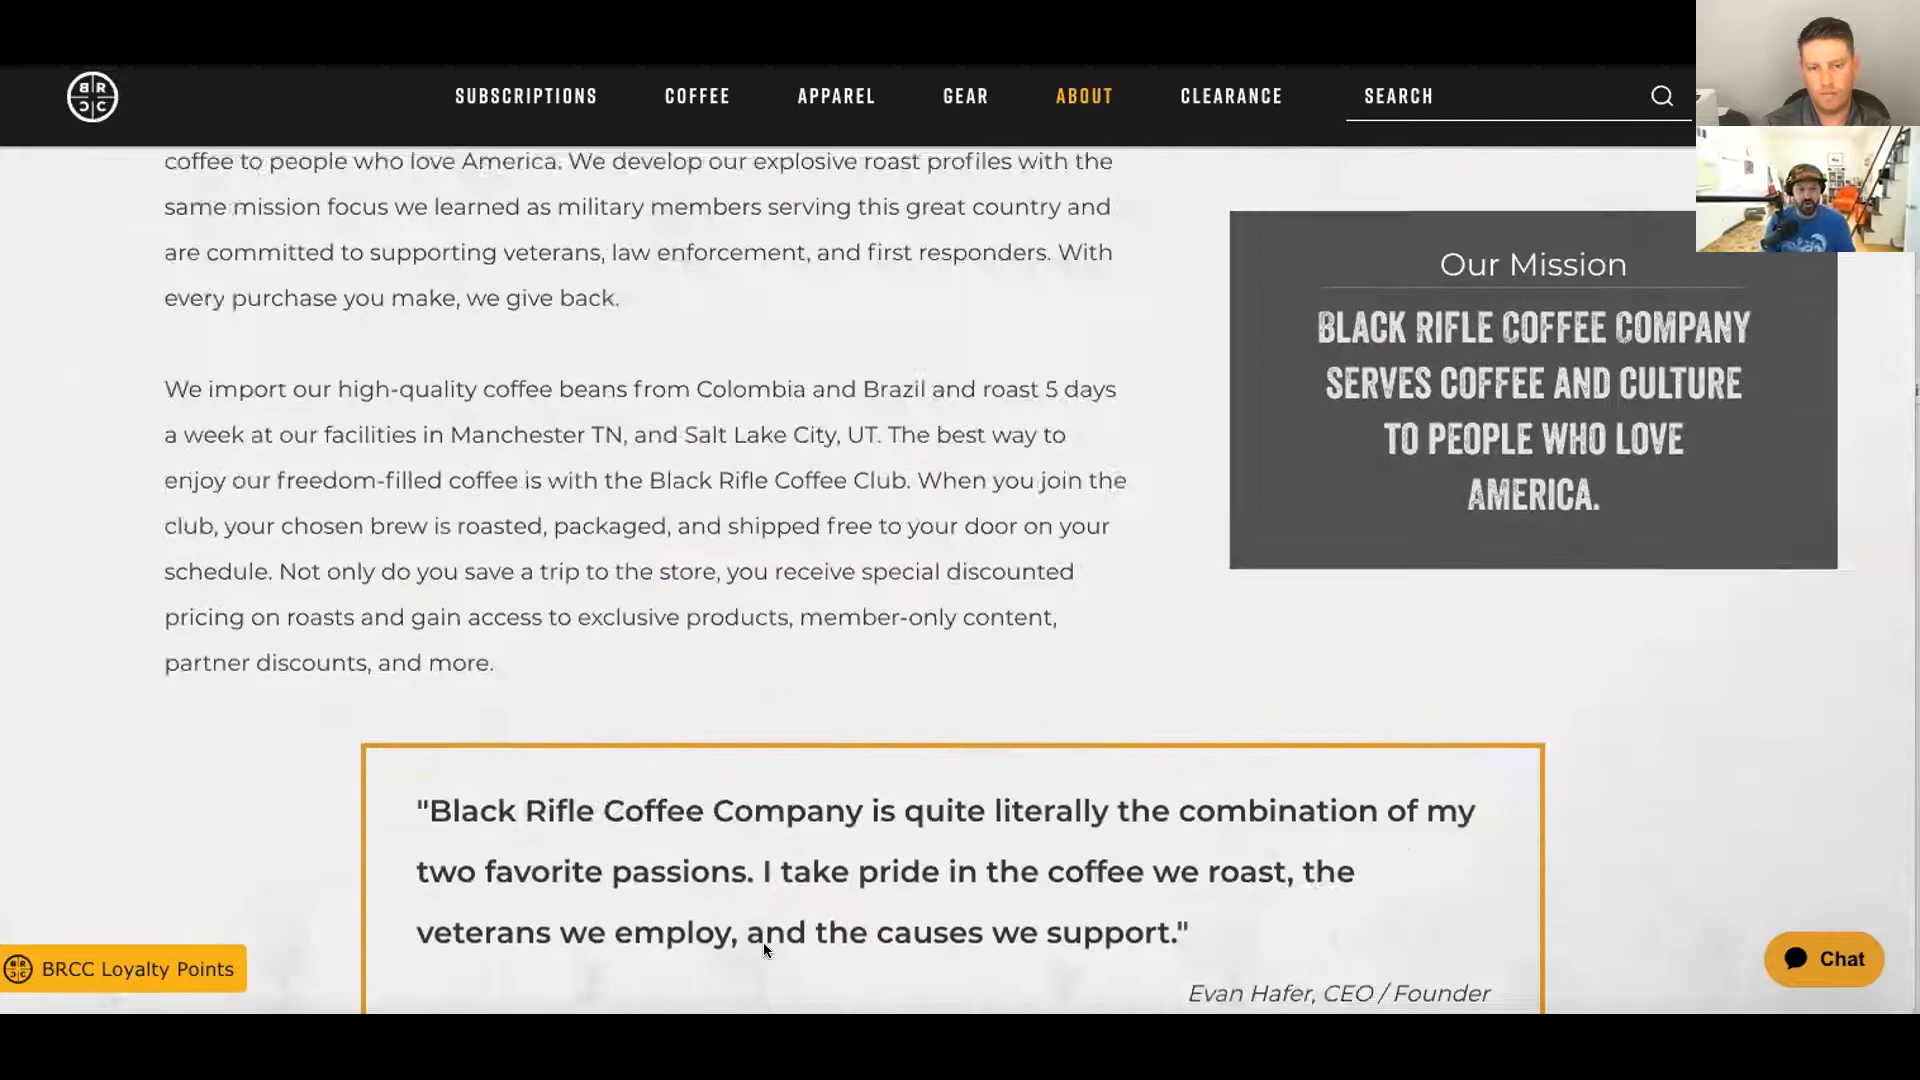 SUBSCRIPTIONS COFFEE APPAREL GEAR ABOUT CLEARANCE SEARCH
coffee to people who love America. We develop our explosive roast profiles with the
same mission focus we learned as military members serving this great country and
are committed to supporting veterans, law enforcement, and first responders. With
every purchase you make, we give back.
We import our high-quality coffee beans from Colombia and Brazil and roast 5 days
a week at our facilities in Manchester TN, and Salt Lake City, UT. The best way to
enjoy our freedom-filled coffee is with the Black Rifle Coffee Club. When you join the
club, your chosen brew is roasted, packaged, and shipped free to your door on your
schedule. Not only do you save a trip to the store, you receive special discounted
pricing on roasts and gain access to exclusive products, member-only content,
partner discounts, and more.
Our Mission
BLACK RIFLE COFFEE COMPANY
SERVES COFFEE AND CULTURE
TO PEOPLE WHO LOVE
AMERICA.
"Black Rifle Coffee Company is quite literally the combination of my
two favorite passions. I take pride in the coffee we roast, the
veterans we employ, and the causes we support."
Evan Hafer, CEO / Founder
BRCC Loyalty Points
Chat